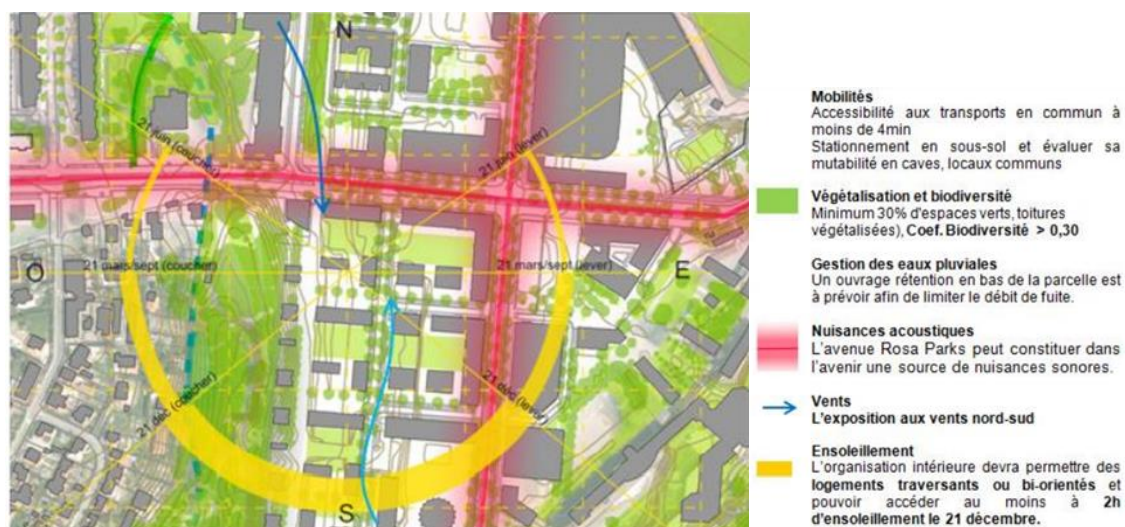 N
21 juin (coucher)
21 juin (lever)
O
21 mars/sept (coucher)
21 mars/sept (lever)
E
21 déc (coucher)
21 déc (lever)
S
Mobilités
Accessibilité aux transports en commun à
moins de 4min
Stationnement en sous-sol et évaluer sa
mutabilité en caves, locaux communs
Végétalisation et biodiversité
Minimum 30% d'espaces verts, toitures
végétalisées), Coef. Biodiversité > 0,30
Gestion des eaux pluviales
Un ouvrage rétention en bas de la parcelle est
à prévoir afin de limiter le débit de fuite.
Nuisances acoustiques
L'avenue Rosa Parks peut constituer dans
l'avenir une source de nuisances sonores.
Vents
L'exposition aux vents nord-sud
Ensoleillement
L'organisation intérieure devra permettre des
logements traversants ou bi-orientés et
pouvoir accéder au moins à 2h
d'ensoleillement le 21 décembre.